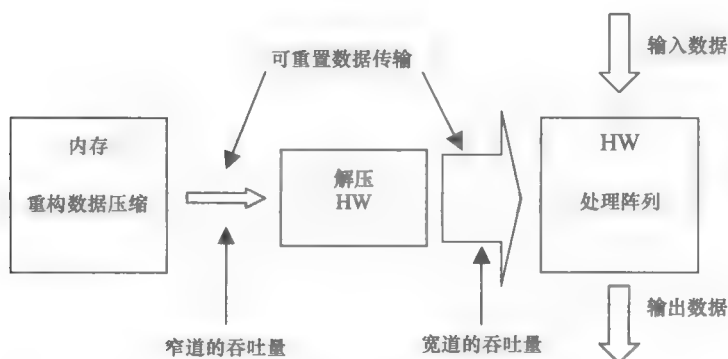 输入数据
可重置数据传输
内存
重构数据压缩
解压
HW
HW
处理阵列
窄道的吞吐量
宽道的吞吐量
输出数据